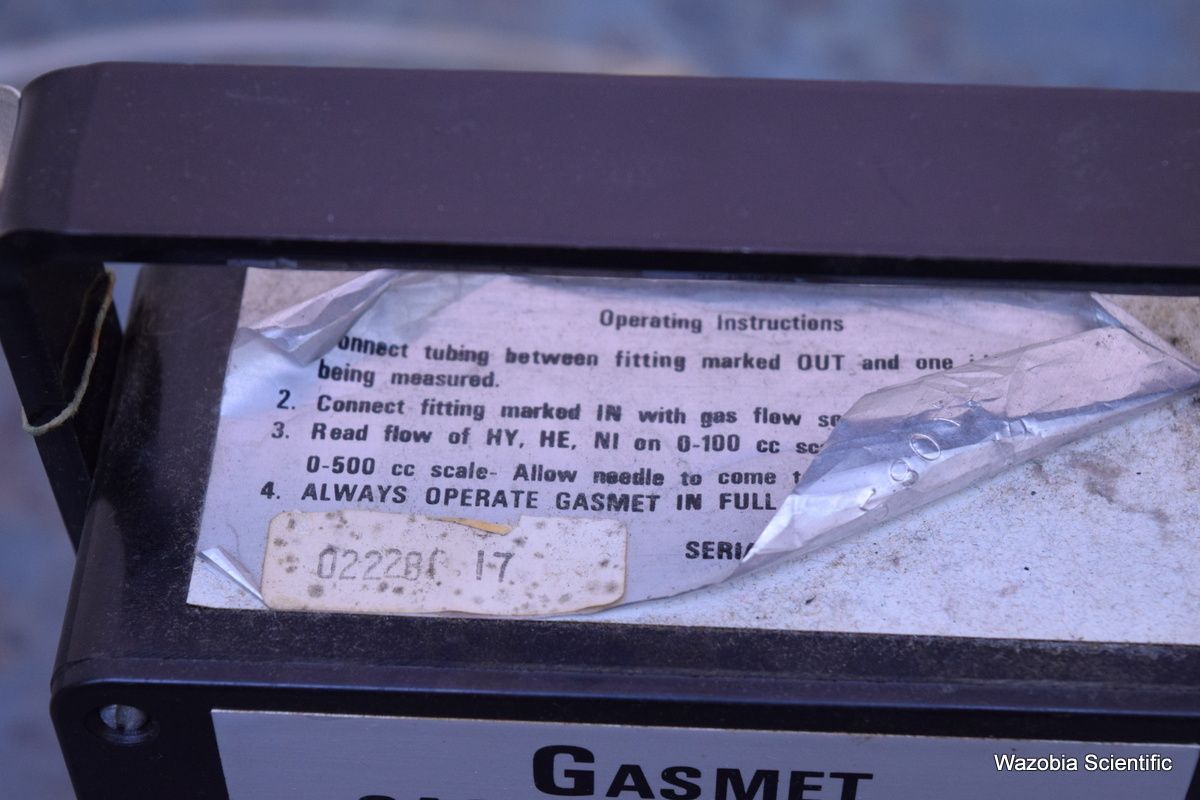 Operating Instructions
onnect tubing between fitting marked OUT and one
being measured.
2. Connect fitting marked IN with gas flow
3. Read flow of HY, HE, NI on 0-100 cc
0-500 cc scale- Allow needle to come
4. ALWAYS OPERATE GASMET IN FULL
SERI
17
GASMET
Wazobia Scientific